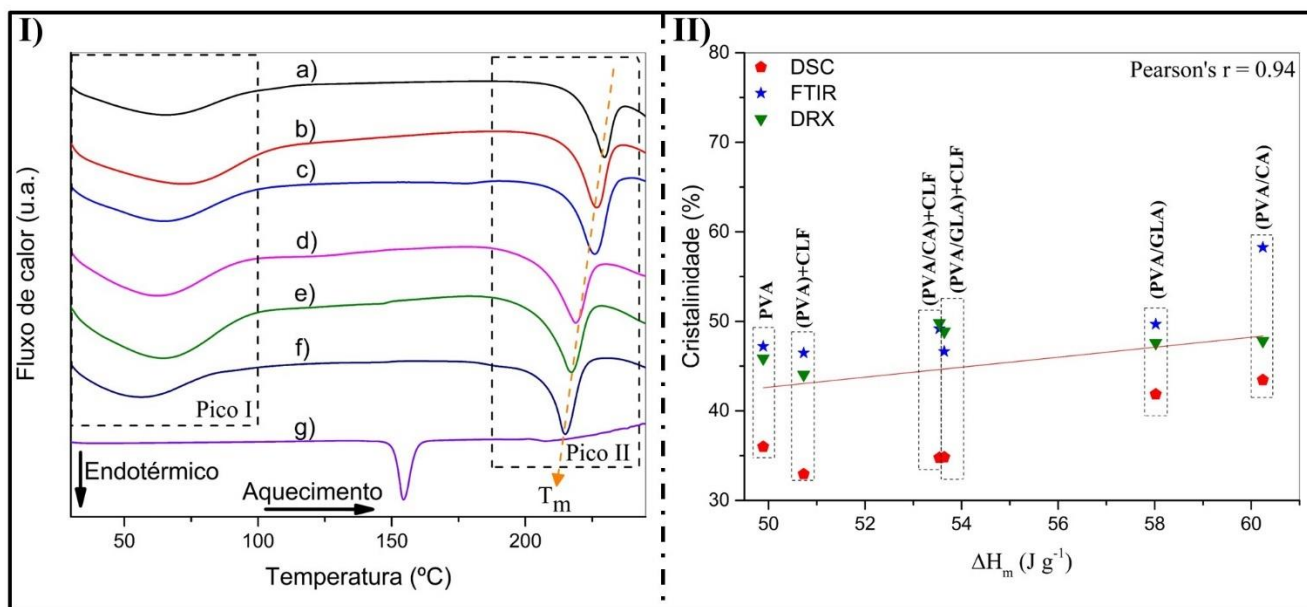 I)
a)
b)
c)
d)
e)
f)
g)
Pico I
Pico II
Endotérmico
Aquecimento
Tm
Fluxo de calor (u.a.)
50
100
150
200
Temperatura (ºC)
II)
DSC
FTIR
DRX
Pearson's r = 0.94
80
70
60
50
40
30
Cristalinidade (%)
PVA
(PVA)+CLF
(PVA/CA)+CLF
(PVA/GLA)+CLF
(PVA/GLA)
(PVA/CA)
50
52
54
56
58
60
ΔHm (J g-1)